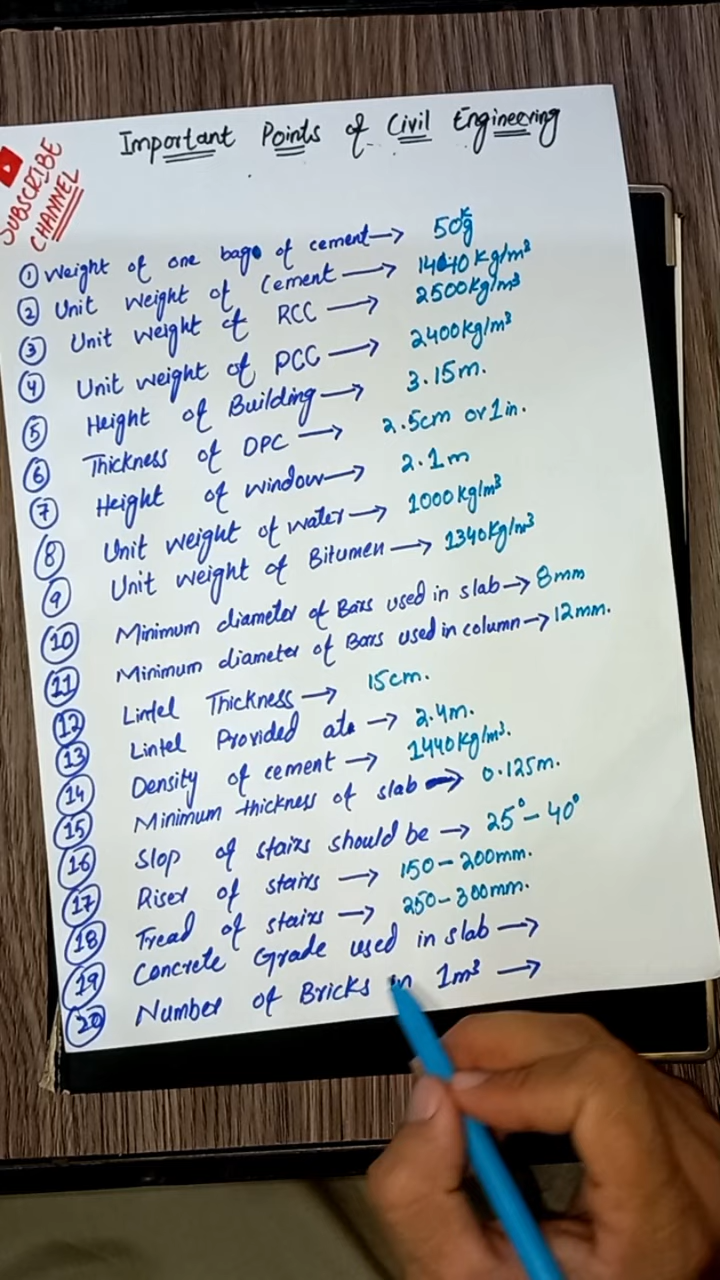 Important Points of Civil Engineering
SUBSCRIBE
CHANNEL
① Weight of one bag of cement → 50kg
② Unit weight of Cement → 1440 Kg/m³
③ Unit weight of RCC → 2500Kg/m³
④ Unit weight of PCC → 2400Kg/m³
⑤ Height of Building → 3.15m.
⑥ Thickness of DPC → 2.5cm or 1in.
⑦ Height of window → 2.1m
⑧ Unit weight of water → 1000kg/m³
⑨ Unit weight of Bitumen → 1340Kg/m³
⑩ Minimum diameter of Bars used in slab → 8mm
⑪ Minimum diameter of Bars used in column → 12mm.
⑫ Lintel Thickness → 15cm.
⑬ Lintel Provided at → 2.4m.
⑭ Density of cement → 1440Kg/m³.
⑮ Minimum thickness of slab → 0.125m.
⑯ Slop of stairs should be → 25° - 40°
⑰ Riser of stairs → 150-200mm.
⑱ Tread of stairs → 250-300mm.
⑲ Concrete Grade used in slab →
⑳ Number of Bricks in 1m³ →